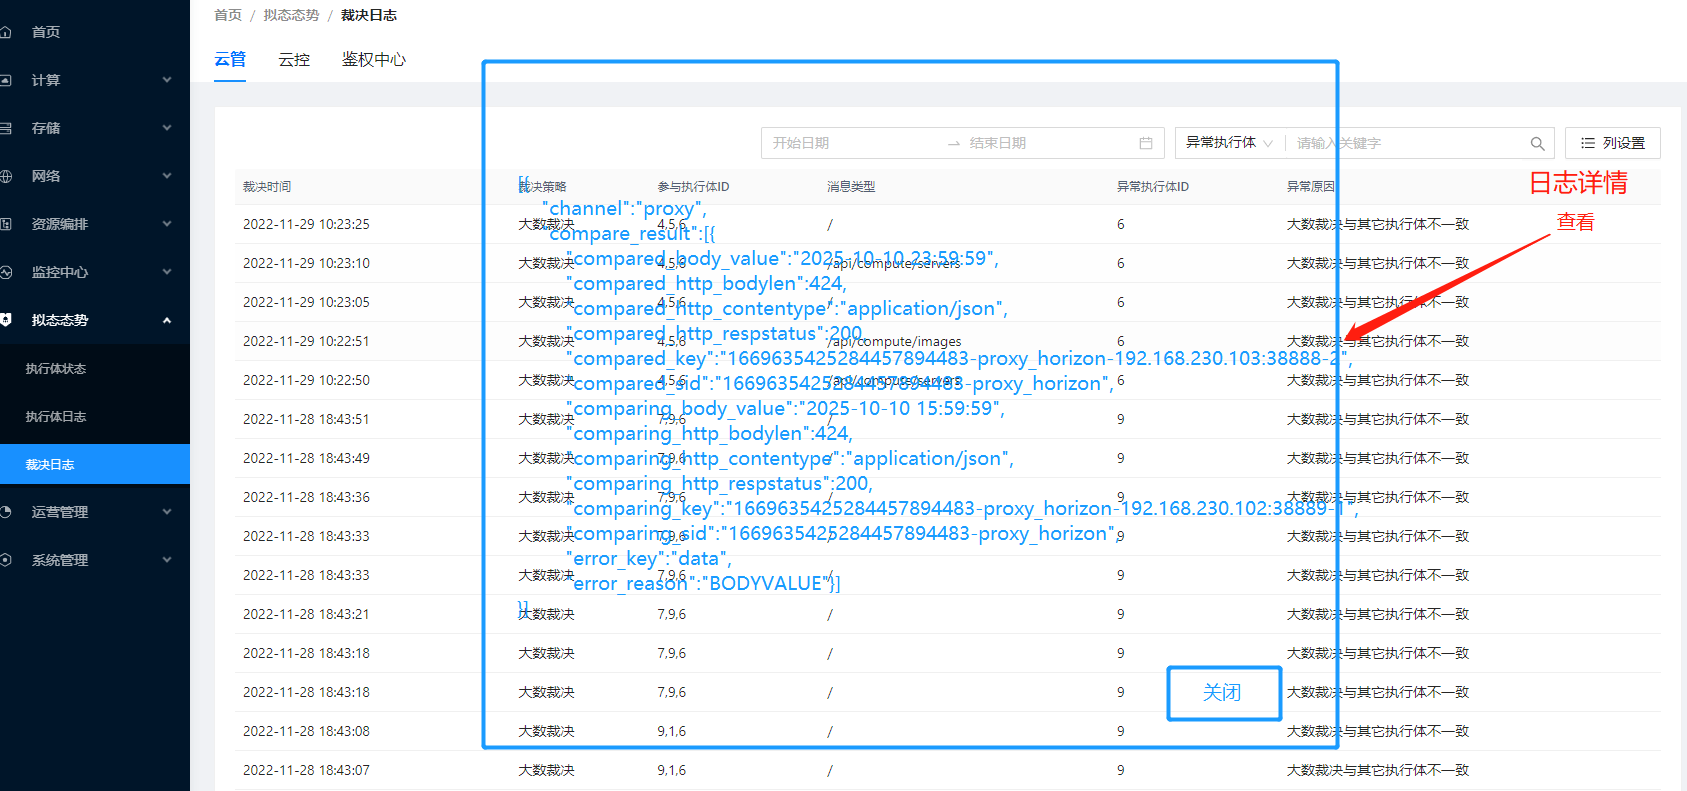 首页 / 拟态态势 / 裁决日志
云管 云控 鉴权中心
首页
计算
存储
网络
资源编排
监控中心
拟态态势
执行体状态
执行体日志
裁决日志
运营管理
系统管理
开始日期 → 结束日期 异常执行体 请输入关键字 列设置
裁决时间 裁决策略 参与执行体ID 消息类型 异常执行体ID 异常原因
2022-11-29 10:23:25 大数裁决 4,5,6 / 6 大数裁决与其它执行体不一致
2022-11-29 10:23:10 大数裁决 4,5,6 /api/compute/servers 6 大数裁决与其它执行体不一致
2022-11-29 10:23:05 大数裁决 4,5,6 / 6 大数裁决与其它执行体不一致
2022-11-29 10:22:51 大数裁决 4,5,6 /api/compute/images 6 大数裁决与其它执行体不一致
2022-11-29 10:22:50 大数裁决 4,5,6 /api/compute/servers 6 大数裁决与其它执行体不一致
2022-11-28 18:43:51 大数裁决 7,9,6 / 9 大数裁决与其它执行体不一致
2022-11-28 18:43:49 大数裁决 7,9,6 / 9 大数裁决与其它执行体不一致
2022-11-28 18:43:36 大数裁决 7,9,6 / 9 大数裁决与其它执行体不一致
2022-11-28 18:43:33 大数裁决 7,9,6 / 9 大数裁决与其它执行体不一致
2022-11-28 18:43:33 大数裁决 7,9,6 / 9 大数裁决与其它执行体不一致
2022-11-28 18:43:21 大数裁决 7,9,6 / 9 大数裁决与其它执行体不一致
2022-11-28 18:43:18 大数裁决 7,9,6 / 9 大数裁决与其它执行体不一致
2022-11-28 18:43:18 大数裁决 7,9,6 / 9 大数裁决与其它执行体不一致
2022-11-28 18:43:08 大数裁决 9,1,6 / 9 大数裁决与其它执行体不一致
2022-11-28 18:43:07 大数裁决 9,1,6 / 9 大数裁决与其它执行体不一致
[{
"channel":"proxy",
"compare_result":[{
"compared_body_value":"2025-10-10 23:59:59",
"compared_http_bodylen":424,
"compared_http_contentype":"application/json",
"compared_http_respstatus":200,
"compared_key":"1669635425284457894483-proxy_horizon-192.168.230.103:38888-2",
"compared_sid":"1669635425284457894483-proxy_horizon",
"comparing_body_value":"2025-10-10 15:59:59",
"comparing_http_bodylen":424,
"comparing_http_contentype":"application/json",
"comparing_http_respstatus":200,
"comparing_key":"1669635425284457894483-proxy_horizon-192.168.230.102:38889-1",
"comparing_sid":"1669635425284457894483-proxy_horizon",
"error_key":"data",
"error_reason":"BODYVALUE"}]
}]
关闭
日志详情
查看